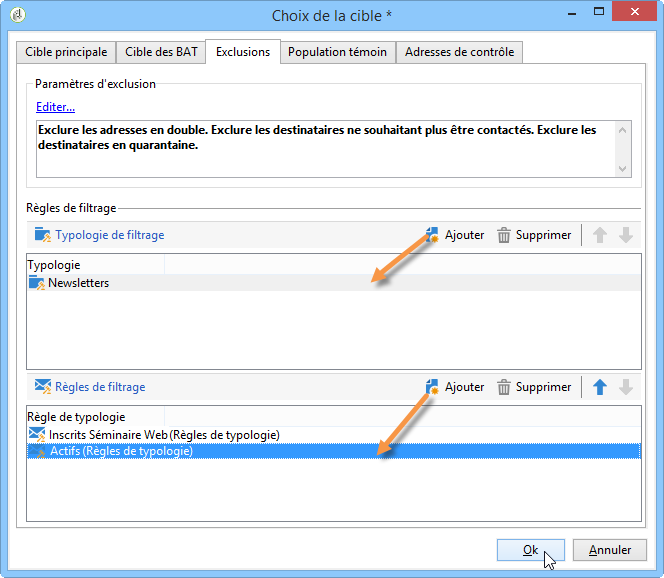 Choix de la cible *
Cible principale Cible des BAT Exclusions Population témoin Adresses de contrôle
Paramètres d'exclusion
Editer...
Exclure les adresses en double. Exclure les destinataires ne souhaitant plus être contactés. Exclure les
destinataires en quarantaine.
Règles de filtrage
Typologie de filtrage Ajouter Supprimer
Typologie
Newsletters
Règles de filtrage Ajouter Supprimer
Règle de typologie
Inscrits Séminaire Web (Règles de typologie)
Actifs (Règles de typologie)
Ok Annuler